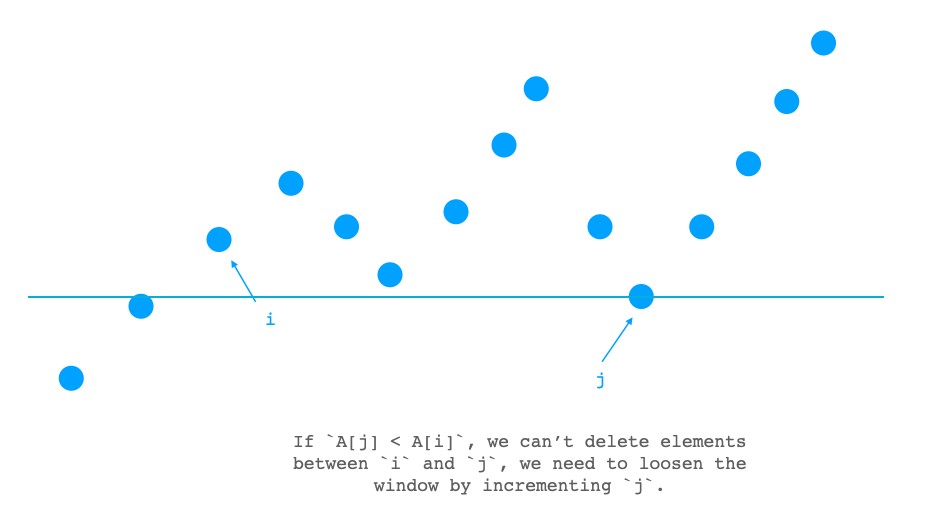 i
j
If `A[j] < A[i]`, we can’t delete elements
between `i` and `j`, we need to loosen the
window by incrementing `j`.